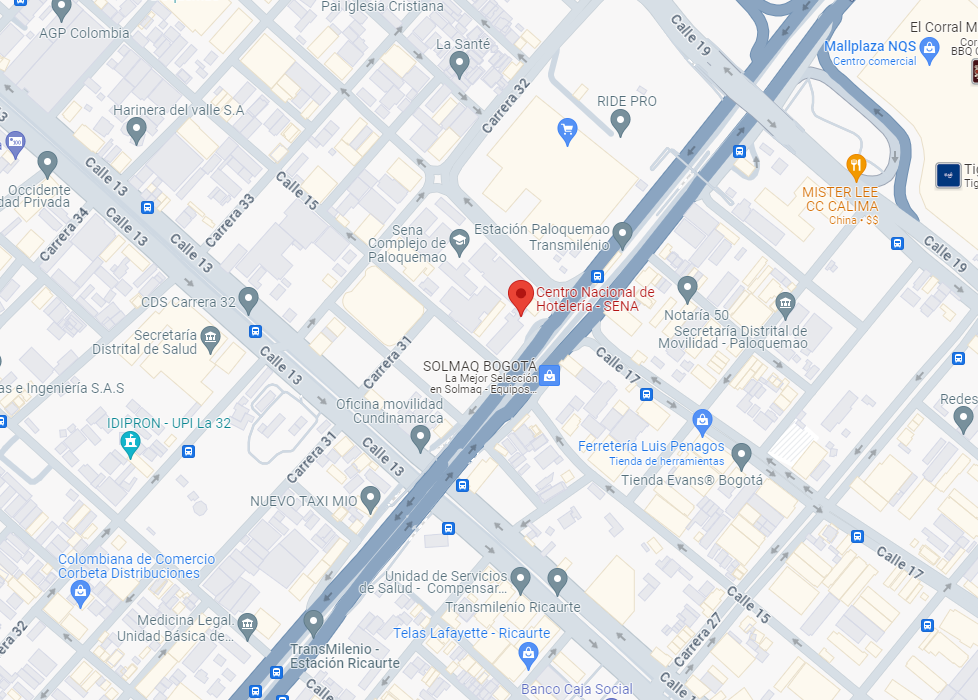 Pai Iglesia Cristiana
AGP Colombia
La Santé
Calle 19
El Corral M
Mallplaza NQS
Centro comercial
BBQ
Harinera del valle S.A
Carrera 32
RIDE PRO
Occidente
dad Privada
Calle 13
Calle 15
Carrera 33
Carrera 34
Calle 13
Calle 13
MISTER LEE
CC CALIMA
China · $$
Tig
Tig
Sena
Complejo de
Paloquemao
Estación Paloquemao
Transmilenio
Calle 19
CDS Carrera 32
Centro Nacional de
Hotelería - SENA
Notaría 50
Secretaría Distrital de
Movilidad - Paloquemao
Secretaría
Distrital de Salud
Calle 13
Carrera 31
SOLMAQ BOGOTÁ
La Mejor Selección
en Solmaq - Equipos...
Calle 17
as e Ingeniería S.A.S
Oficina movilidad
Cundinamarca
Redes
IDIPRON - UPI La 32
Calle 13
Carrera 31
Ferretería Luis Penagos
Tienda de herramientas
Tienda Evans® Bogotá
NUEVO TAXI MIO
Colombiana de Comercio
Corbeta Distribuciones
Calle 17
Unidad de Servicios
de Salud - Compensar...
Transmilenio Ricaurte
Calle 15
Medicina Legal.
Unidad Básica de...
Carrera 27
Telas Lafayette - Ricaurte
TransMilenio -
Estación Ricaurte
Calle
Calle 13
Banco Caja Social